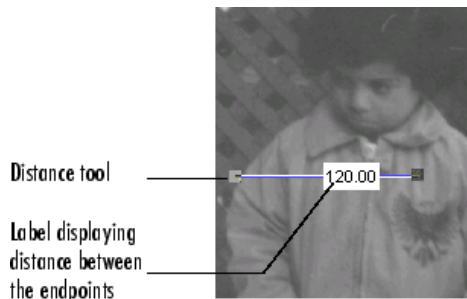 Distance tool
120.00
Label displaying
distance between
the endpoints